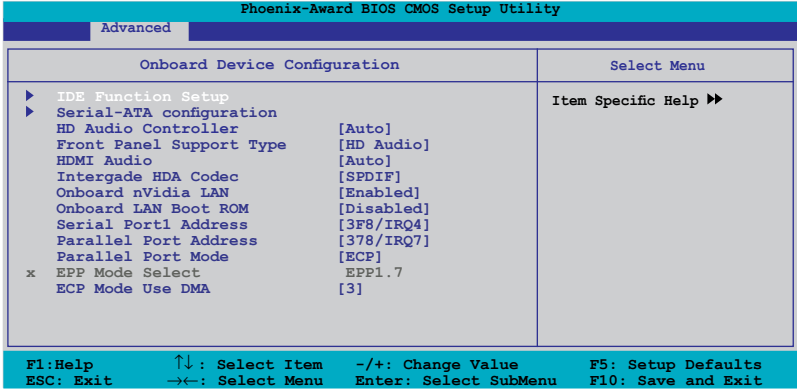 Phoenix-Award BIOS CMOS Setup Utility
Advanced
Onboard Device Configuration
Select Menu
IDE Function Setup
Item Specific Help
Serial-ATA configuration
HD Audio Controller [Auto]
Front Panel Support Type [HD Audio]
HDMI Audio [Auto]
Intergade HDA Codec [SPDIF]
Onboard nVidia LAN [Enabled]
Onboard LAN Boot ROM [Disabled]
Serial Port1 Address [3F8/IRQ4]
Parallel Port Address [378/IRQ7]
Parallel Port Mode [ECP]
x EPP Mode Select EPP1.7
ECP Mode Use DMA [3]
F1:Help ↑↓: Select Item -/+: Change Value F5: Setup Defaults
ESC: Exit →←: Select Menu Enter: Select SubMenu F10: Save and Exit